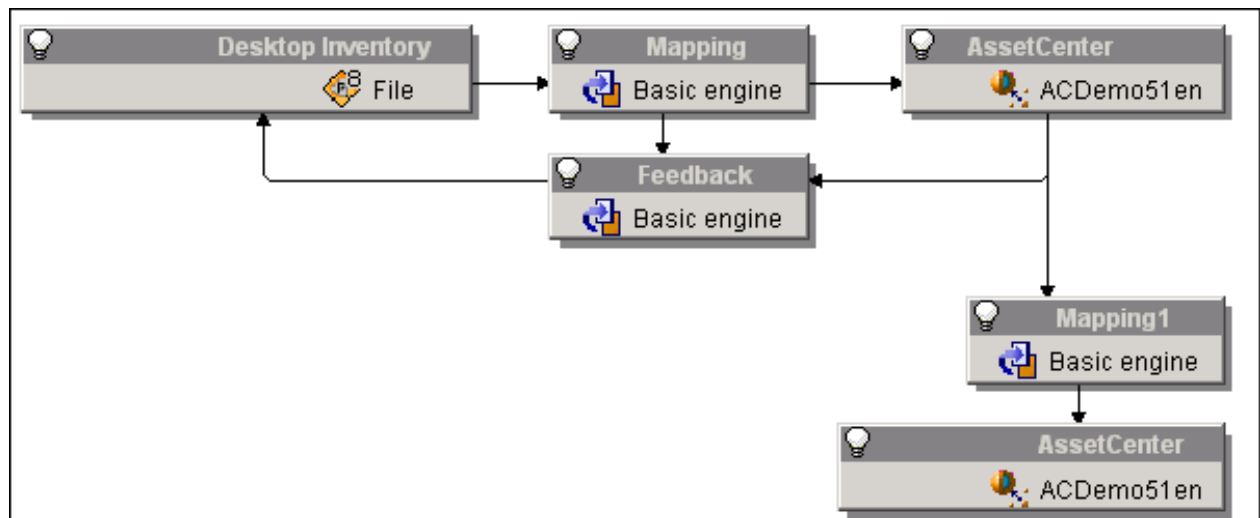 Desktop Inventory
File
Mapping
Basic engine
AssetCenter
ACDemo51en
Feedback
Basic engine
Mapping1
Basic engine
AssetCenter
ACDemo51en